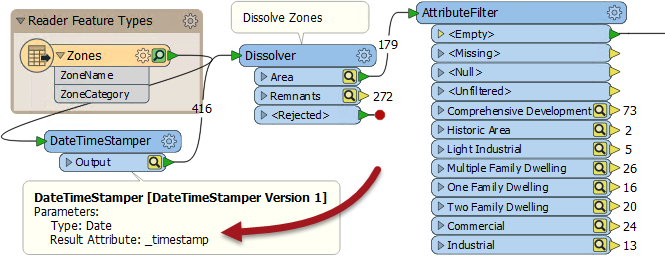 Reader Feature Types
Zones
ZoneName
ZoneCategory
416
DateTimeStamper
Output
DateTimeStamper [DateTimeStamper Version 1]
Parameters:
Type: Date
Result Attribute: _timestamp
Dissolve Zones
Dissolver
Area
179
Remnants
272
<Rejected>
AttributeFilter
<Empty>
<Missing>
<Null>
<Unfiltered>
Comprehensive Development 73
Historic Area 2
Light Industrial 5
Multiple Family Dwelling 26
One Family Dwelling 16
Two Family Dwelling 20
Commercial 24
Industrial 13